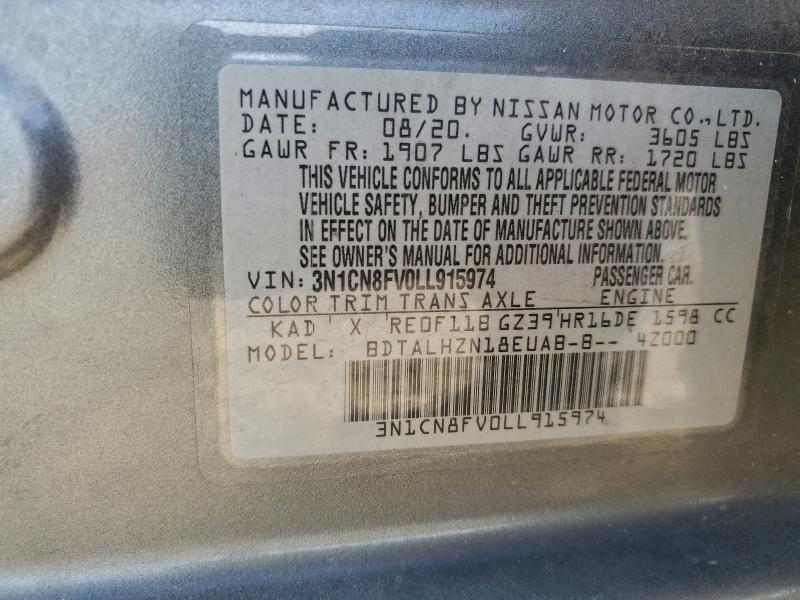 MANUFACTURED BY NISSAN MOTOR CO., LTD.
DATE: 08/20. GVWR: 3605 LBS
GAWR FR: 1907 LBS GAWR RR: 1720 LBS
THIS VEHICLE CONFORMS TO ALL APPLICABLE FEDERAL MOTOR
VEHICLE SAFETY, BUMPER AND THEFT PREVENTION STANDARDS
IN EFFECT ON THE DATE OF MANUFACTURE SHOWN ABOVE.
SEE OWNER'S MANUAL FOR ADDITIONAL INFORMATION.
VIN: 3N1CN8FV0LL915974 PASSENGER CAR.
COLOR TRIM TRANS AXLE ENGINE
KAD X RE0F11B GZ39 HR16DE 1598 CC
MODEL: BDTALHZN18EUAB-B-- 4Z000
3N1CN8FV0LL915974